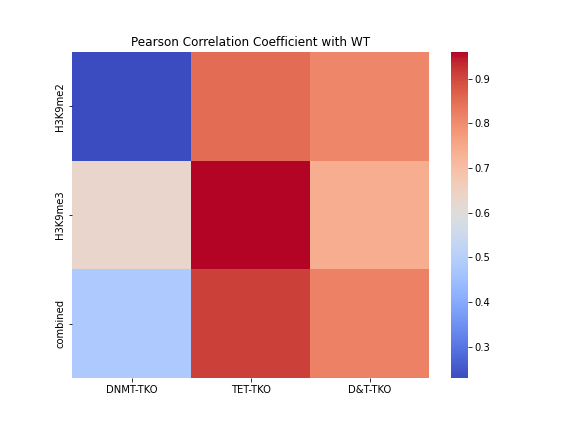 Pearson Correlation Coefficient with WT
H3K9me2
H3K9me3
combined
DNMT-TKO
TET-TKO
D&T-TKO
0.9
0.8
0.7
0.6
0.5
0.4
0.3